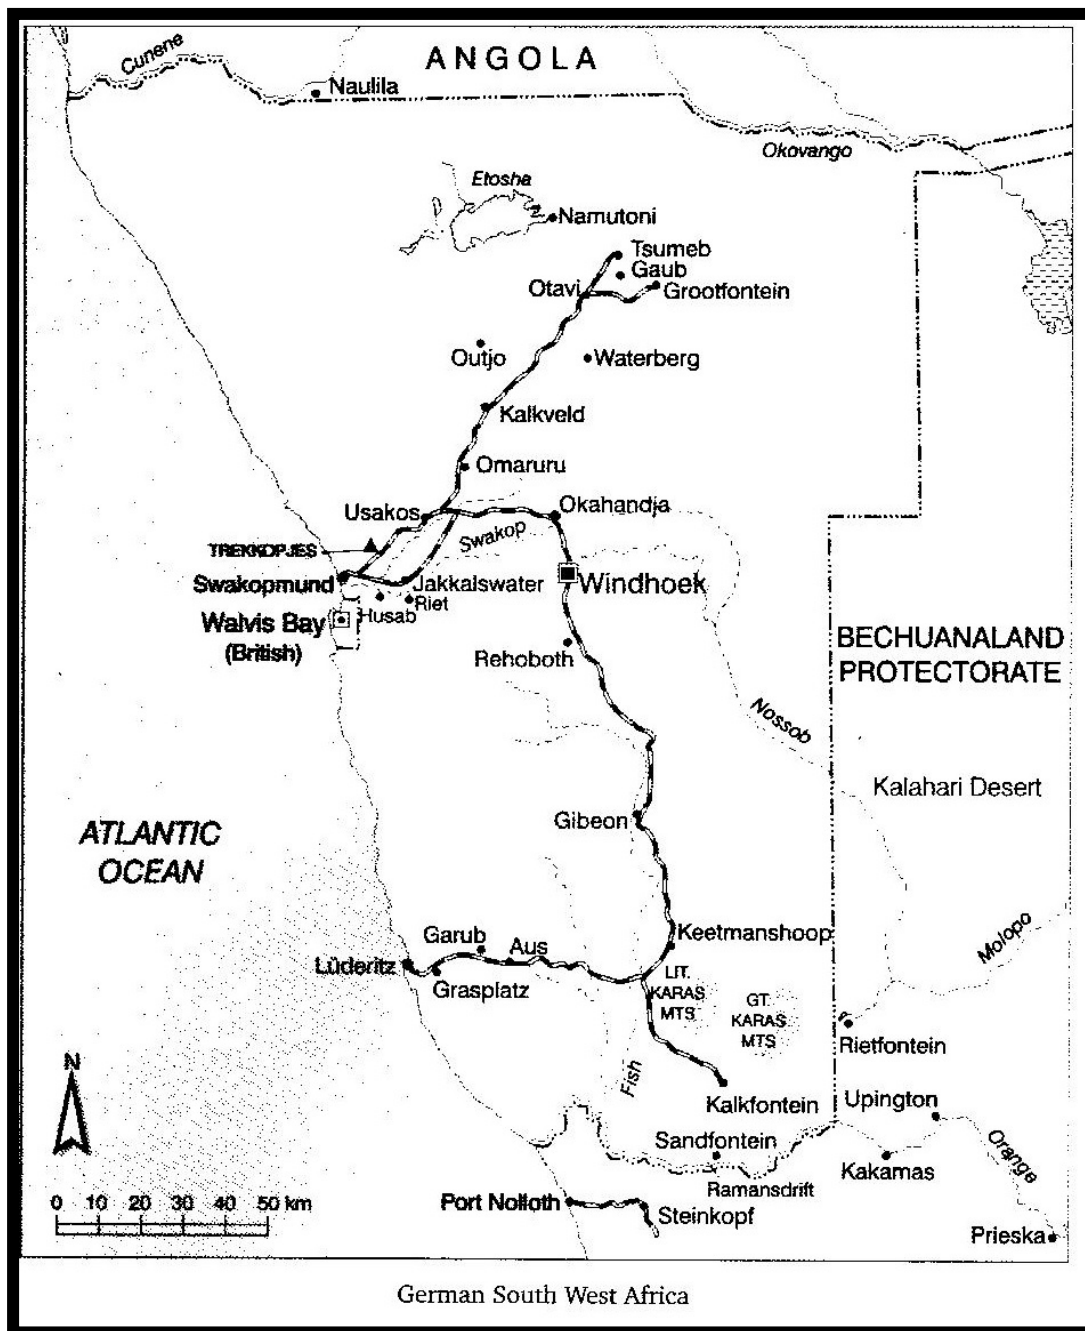 ANGOLA
Cunene
Naulila
Okovango
Etosha
Namutoni
Tsumeb
Gaub
Otavi
Grootfontein
Outjo
Waterberg
Kalkveld
Omaruru
Usakos
Okahandja
Swakop
TREKKOPJES
Swakopmund
Jakkalswater
Windhoek
Husab
Riet
Walvis Bay
(British)
Rehoboth
BECHUANALAND
PROTECTORATE
Nossob
Kalahari Desert
Gibeon
ATLANTIC
OCEAN
Keetmanshoop
Garub
Aus
Molopo
Lüderitz
Grasplatz
LIT.
KARAS
MTS
GT.
KARAS
MTS
Rietfontein
N
Fish
Kalkfontein
Upington
Sandfontein
Orange
Kakamas
Ramansdrift
0 10 20 30 40 50 km
Port Nolloth
Steinkopf
Prieska
German South West Africa